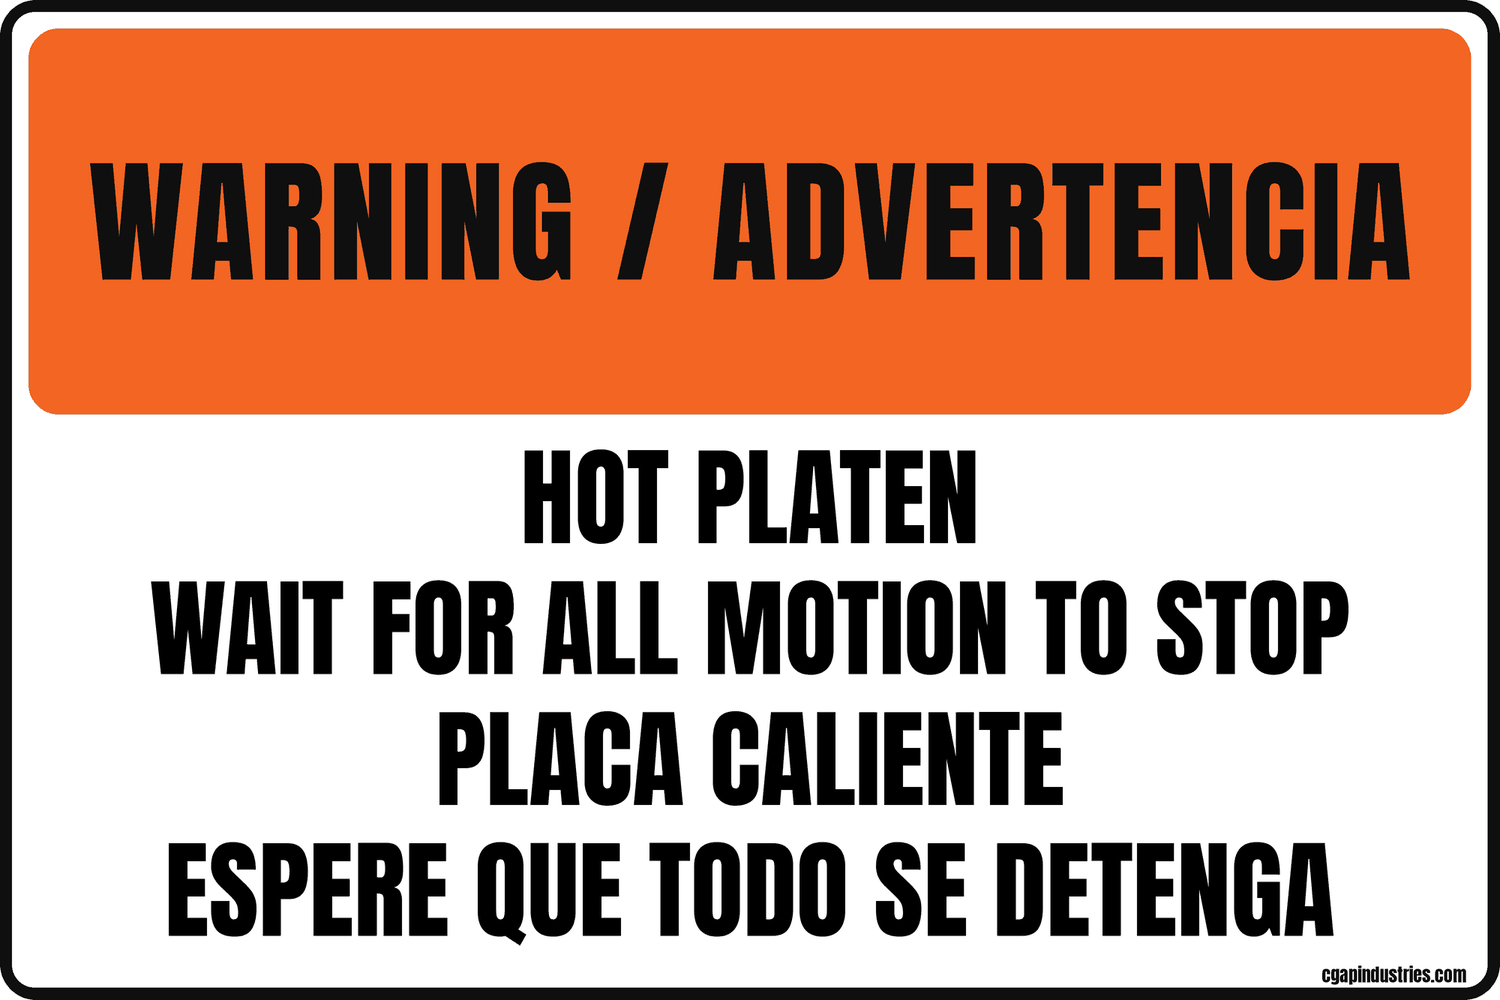 WARNING / ADVERTENCIA
HOT PLATEN
WAIT FOR ALL MOTION TO STOP
PLACA CALIENTE
ESPERE QUE TODO SE DETENGA
cgapindustries.com